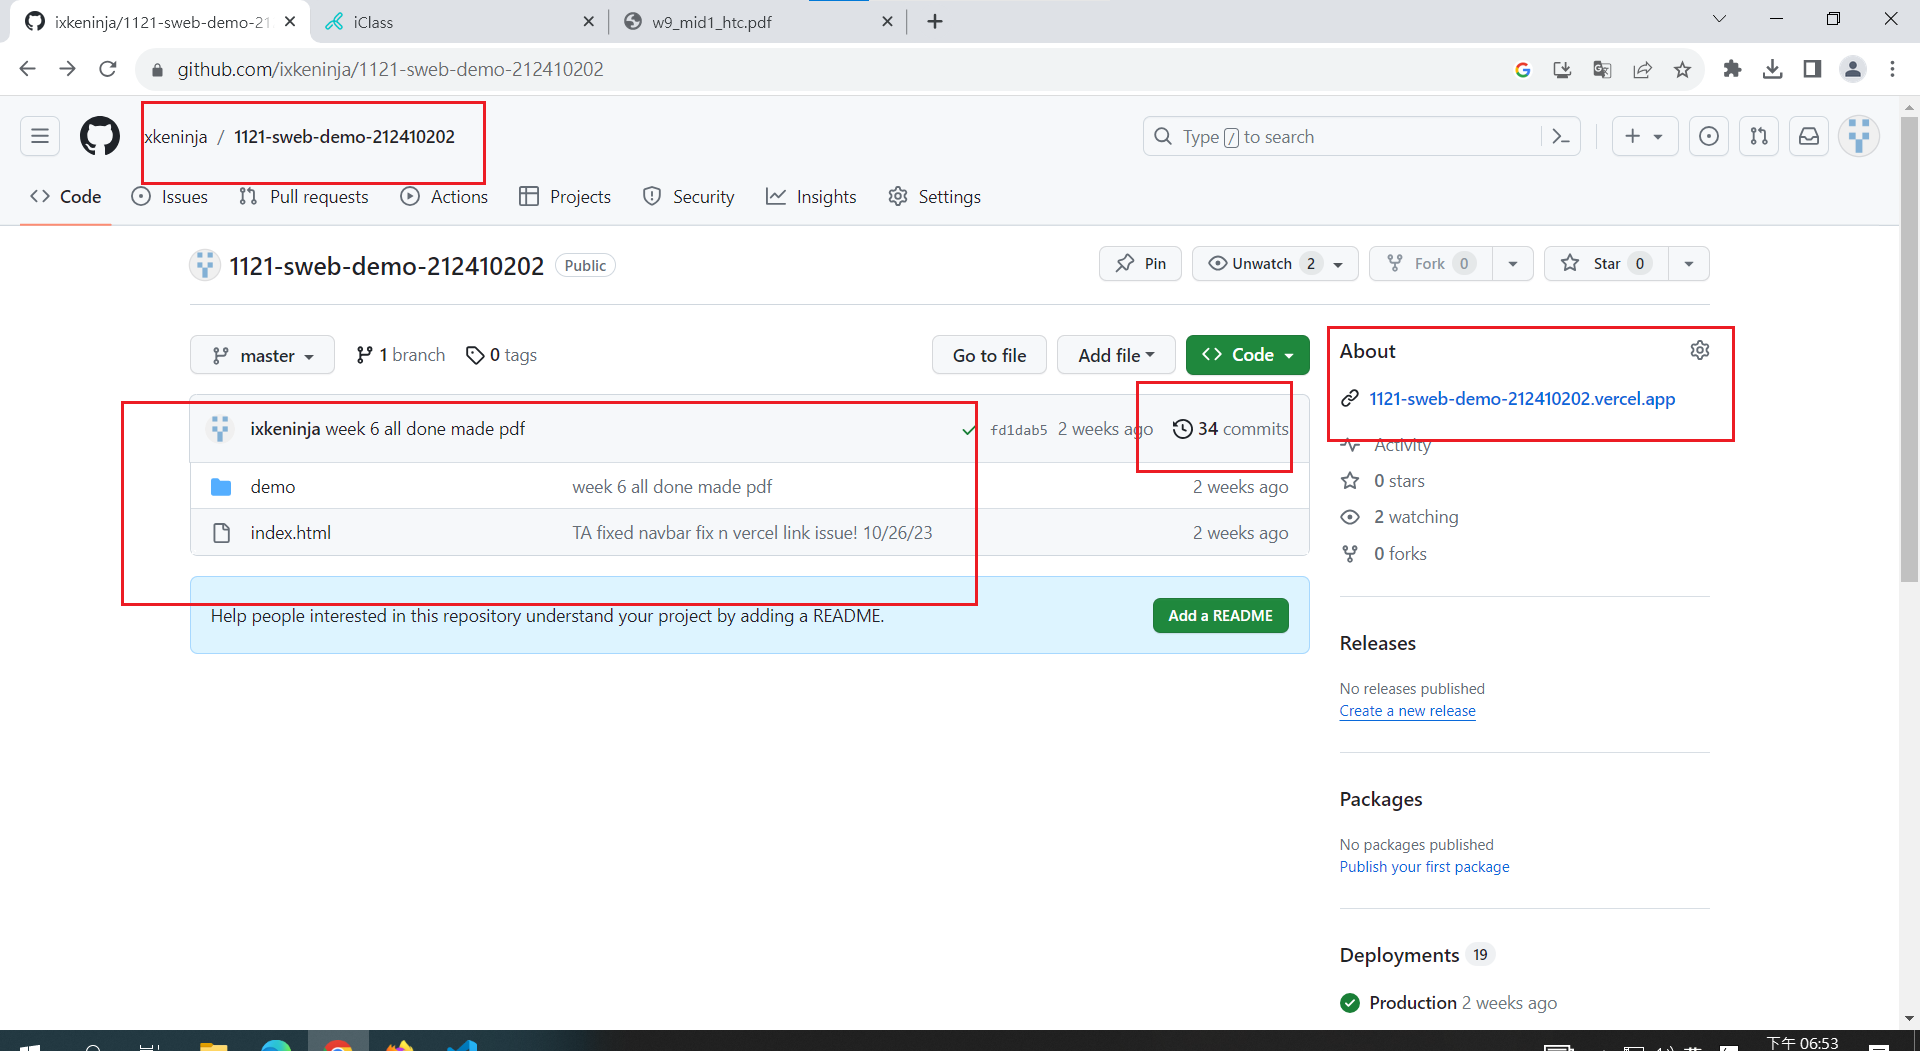 ixkeninja/1121-sweb-demo-21
iClass
w9_mid1_htc.pdf
github.com/ixkeninja/1121-sweb-demo-212410202
xkeninja / 1121-sweb-demo-212410202
Type / to search
Code
Issues
Pull requests
Actions
Projects
Security
Insights
Settings
1121-sweb-demo-212410202
Public
Pin
Unwatch 2
Fork 0
Star 0
master
1 branch
0 tags
Go to file
Add file
Code
About
1121-sweb-demo-212410202.vercel.app
ixkeninja week 6 all done made pdf
fd1dab5 2 weeks ago
34 commits
Activity
demo
week 6 all done made pdf
2 weeks ago
0 stars
2 watching
index.html
TA fixed navbar fix n vercel link issue! 10/26/23
2 weeks ago
0 forks
Help people interested in this repository understand your project by adding a README.
Add a README
Releases
No releases published
Create a new release
Packages
No packages published
Publish your first package
Deployments 19
Production 2 weeks ago
下午 06:53